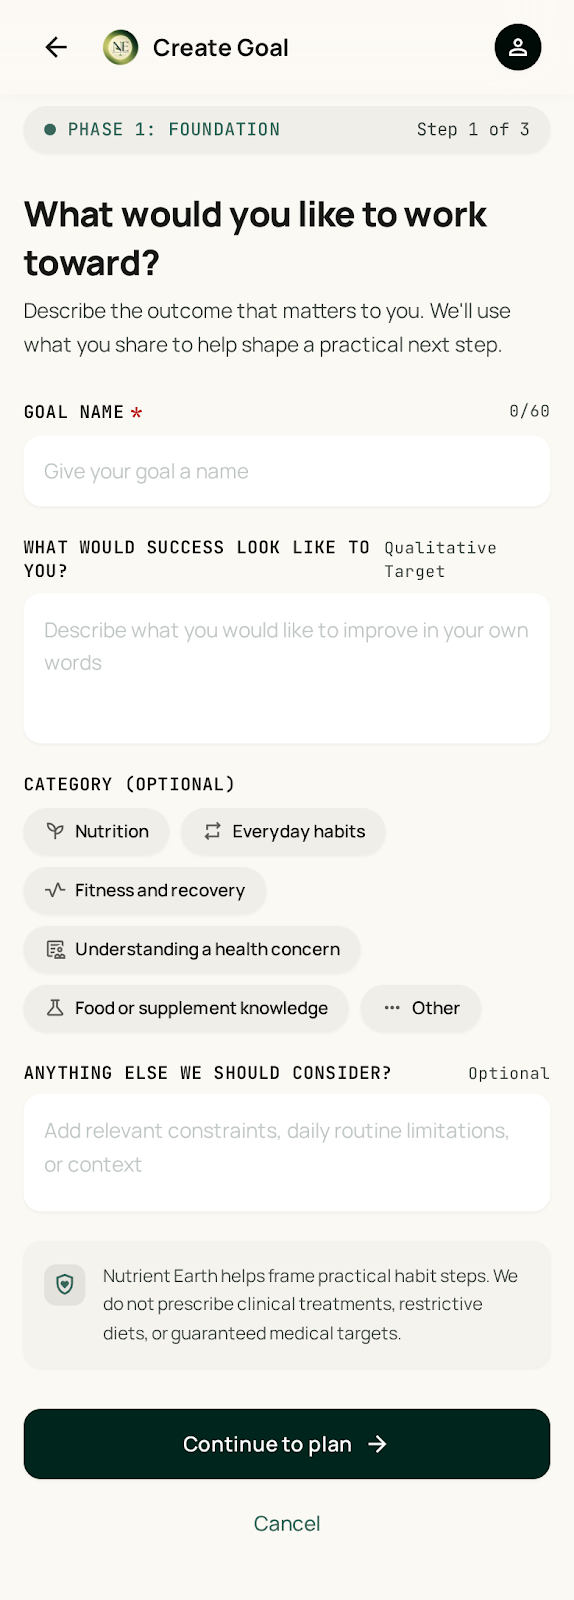 NE
Create Goal
PHASE 1: FOUNDATION
Step 1 of 3
What would you like to work
toward?
Describe the outcome that matters to you. We'll use
what you share to help shape a practical next step.
GOAL NAME *
0/60
Give your goal a name
WHAT WOULD SUCCESS LOOK LIKE TO
YOU?
Qualitative
Target
Describe what you would like to improve in your own
words
CATEGORY (OPTIONAL)
Nutrition
Everyday habits
Fitness and recovery
Understanding a health concern
Food or supplement knowledge
Other
ANYTHING ELSE WE SHOULD CONSIDER?
Optional
Add relevant constraints, daily routine limitations,
or context
Nutrient Earth helps frame practical habit steps. We
do not prescribe clinical treatments, restrictive
diets, or guaranteed medical targets.
Continue to plan
Cancel